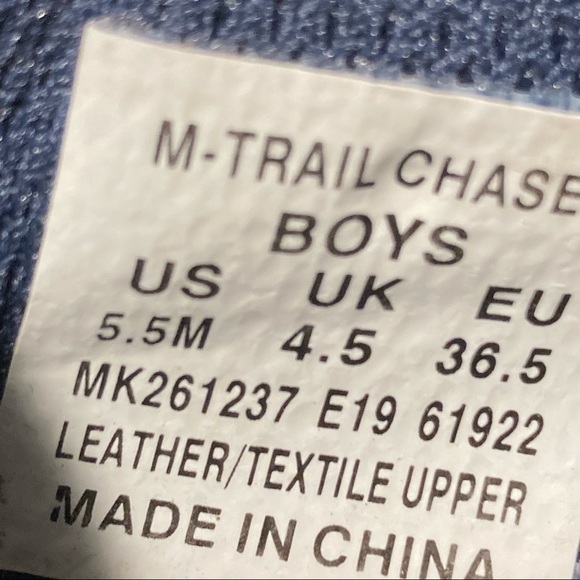 M-TRAIL CHASE
BOYS
US UK EU
5.5M 4.5 36.5
MK261237 E19 61922
LEATHER/TEXTILE UPPER
MADE IN CHINA